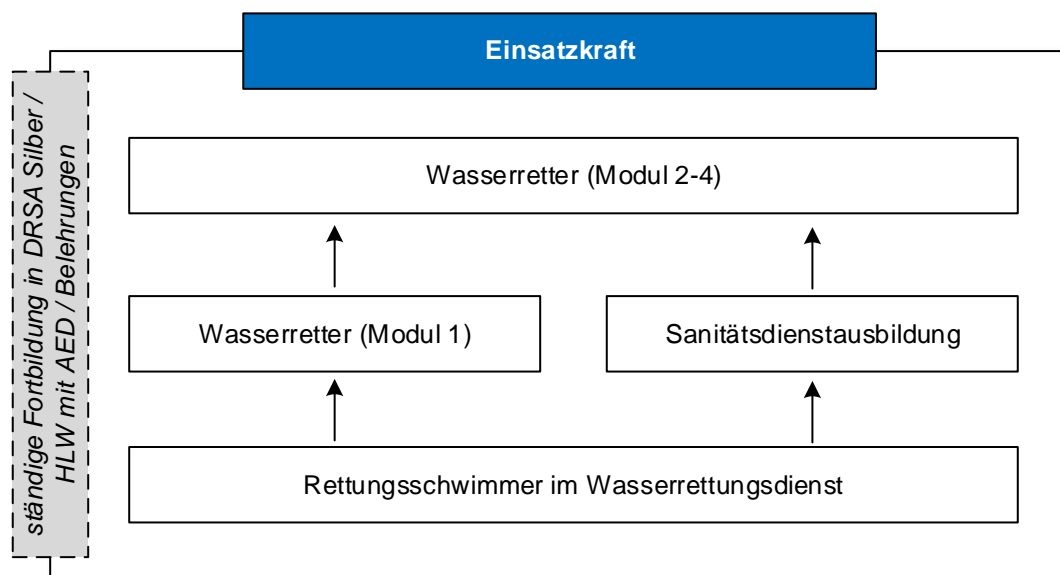 Einsatzkraft
ständige Fortbildung in DRSA Silber /
HLW mit AED / Belehrungen
Wasserretter (Modul 2-4)
Wasserretter (Modul 1)
Sanitätsdienstausbildung
Rettungsschwimmer im Wasserrettungsdienst